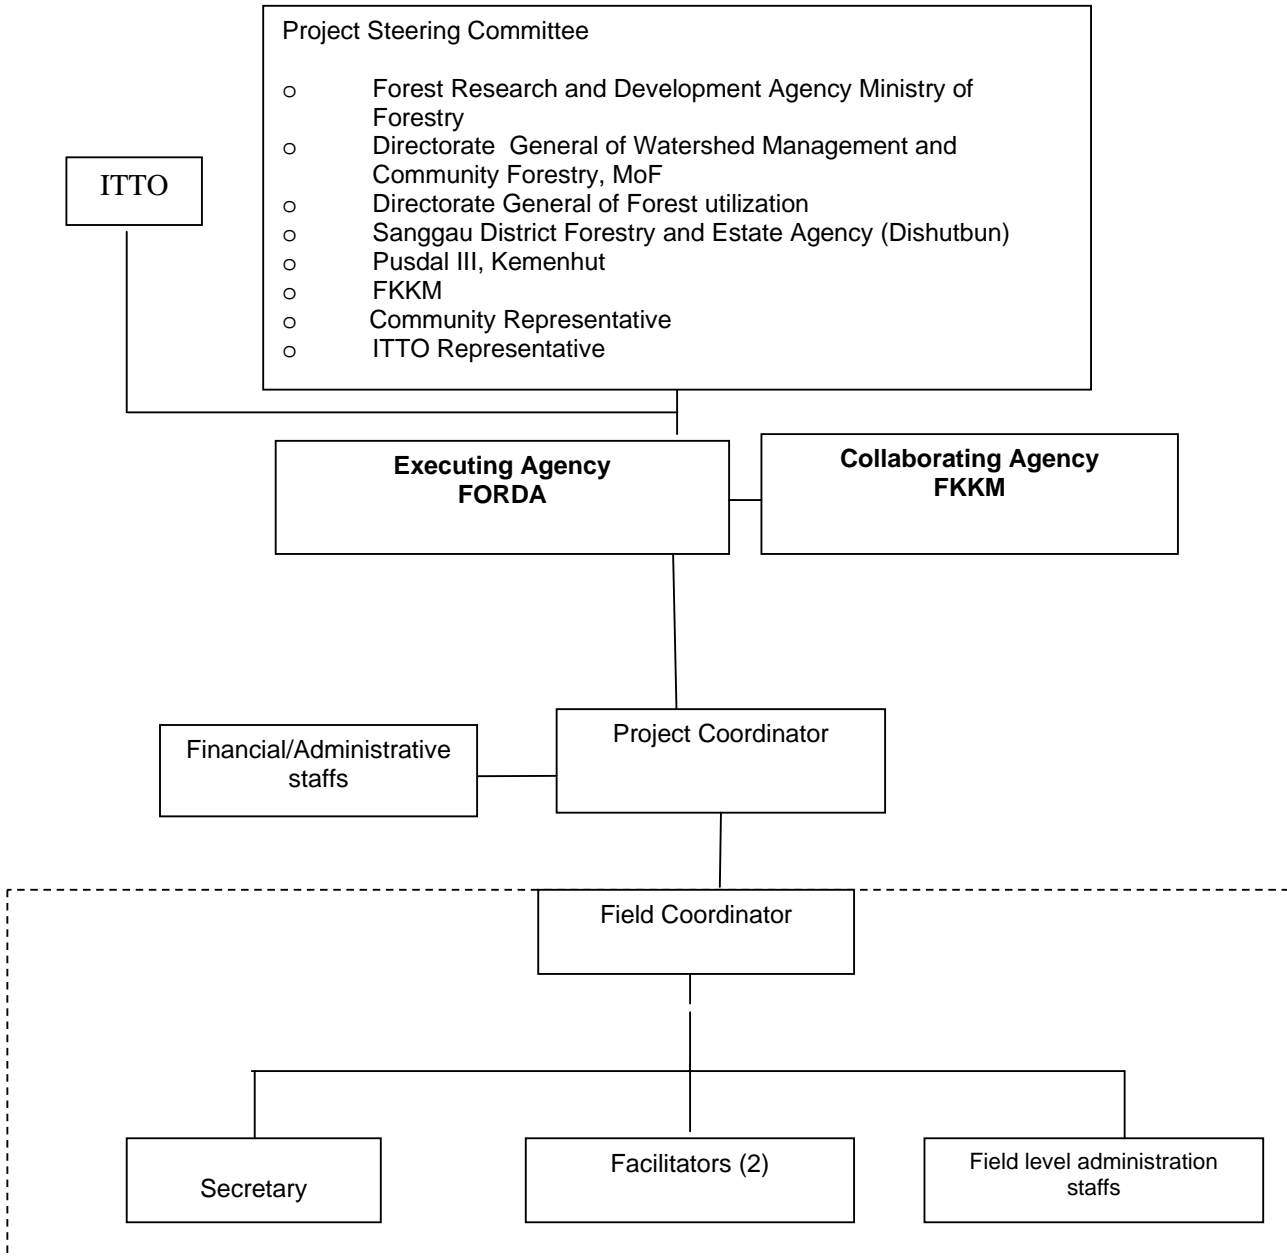 Project Steering Committee
o Forest Research and Development Agency Ministry of
Forestry
o Directorate General of Watershed Management and
Community Forestry, MoF
o Directorate General of Forest utilization
o Sanggau District Forestry and Estate Agency (Dishutbun)
o Pusdal III, Kemenhut
o FKKM
o Community Representative
o ITTO Representative
ITTO
Executing Agency
FORDA
Collaborating Agency
FKKM
Project Coordinator
Financial/Administrative
staffs
Field Coordinator
Secretary
Facilitators (2)
Field level administration
staffs